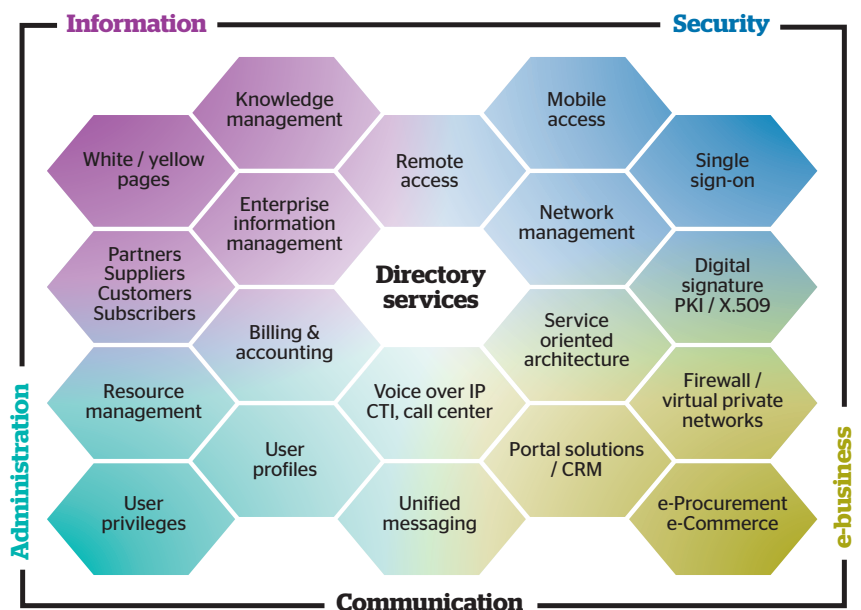 Information
Security
Knowledge
management
Mobile
access
White / yellow
pages
Remote
access
Single
sign-on
Enterprise
information
management
Network
management
Partners
Suppliers
Customers
Subscribers
Directory
services
Digital
signature
PKI / X.509
Billing &
accounting
Service
oriented
architecture
Resource
management
Voice over IP
CTI, call center
Firewall /
virtual private
networks
User
profiles
Portal solutions
/ CRM
User
privileges
Unified
messaging
e-Procurement
e-Commerce
Administration
e-business
Communication